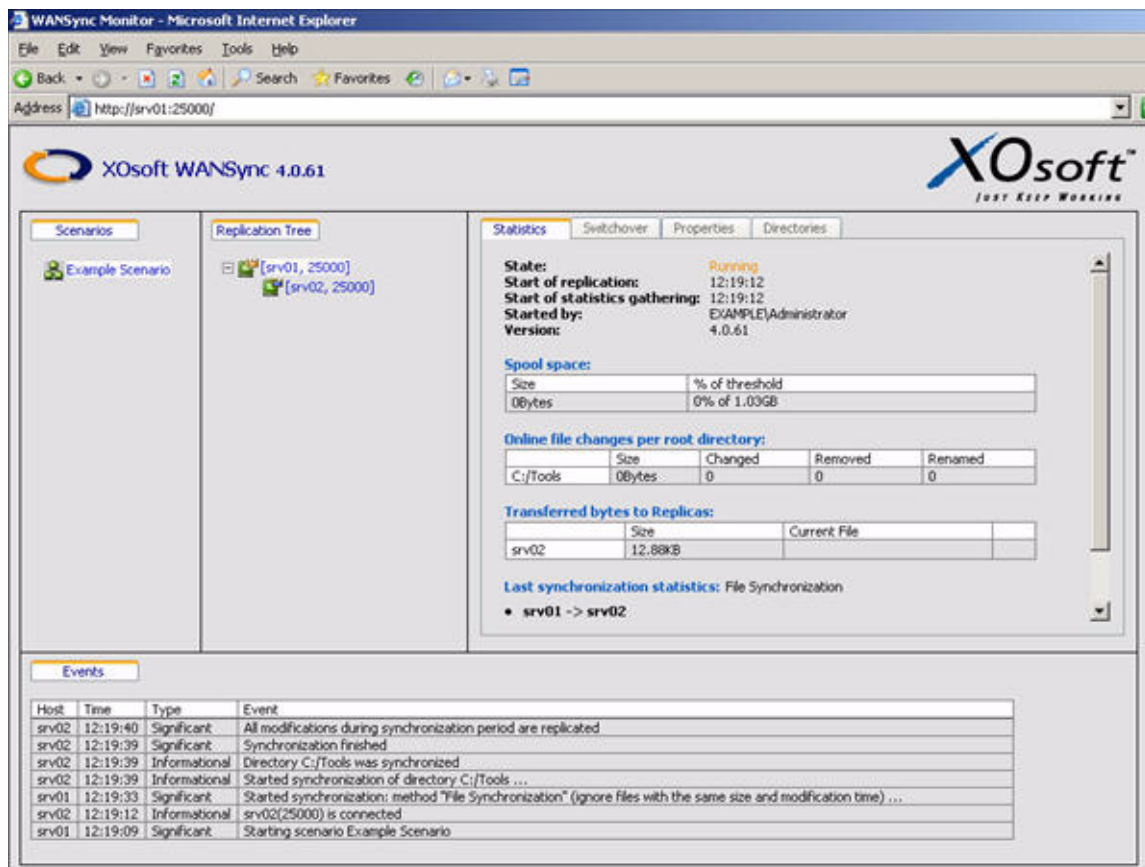 WANSync Monitor - Microsoft Internet Explorer
File Edit View Favorites Tools Help
Back Search Favorites
Address http://srv01:25000/
XOsoft WANSync 4.0.61
XOsoft™
JUST KEEP WORKING
Scenarios
Example Scenario
Replication Tree
[srv01, 25000]
[srv02, 25000]
Statistics Switchover Properties Directories
State: Running
Start of replication: 12:19:12
Start of statistics gathering: 12:19:12
Started by: EXAMPLE\Administrator
Version: 4.0.61
Spool space:
Size % of threshold
0Bytes 0% of 1.03GB
Online file changes per root directory:
Size Changed Removed Renamed
C:/Tools 0Bytes 0 0 0
Transferred bytes to Replicas:
Size Current File
srv02 12.88KB
Last synchronization statistics: File Synchronization
• srv01 -> srv02
Events
Host Time Type Event
srv02 12:19:40 Significant All modifications during synchronization period are replicated
srv02 12:19:39 Significant Synchronization finished
srv02 12:19:39 Informational Directory C:/Tools was synchronized
srv02 12:19:39 Informational Started synchronization of directory C:/Tools ...
srv01 12:19:33 Significant Started synchronization: method "File Synchronization" (ignore files with the same size and modification time) ...
srv02 12:19:12 Informational srv02(25000) is connected
srv01 12:19:09 Significant Starting scenario Example Scenario